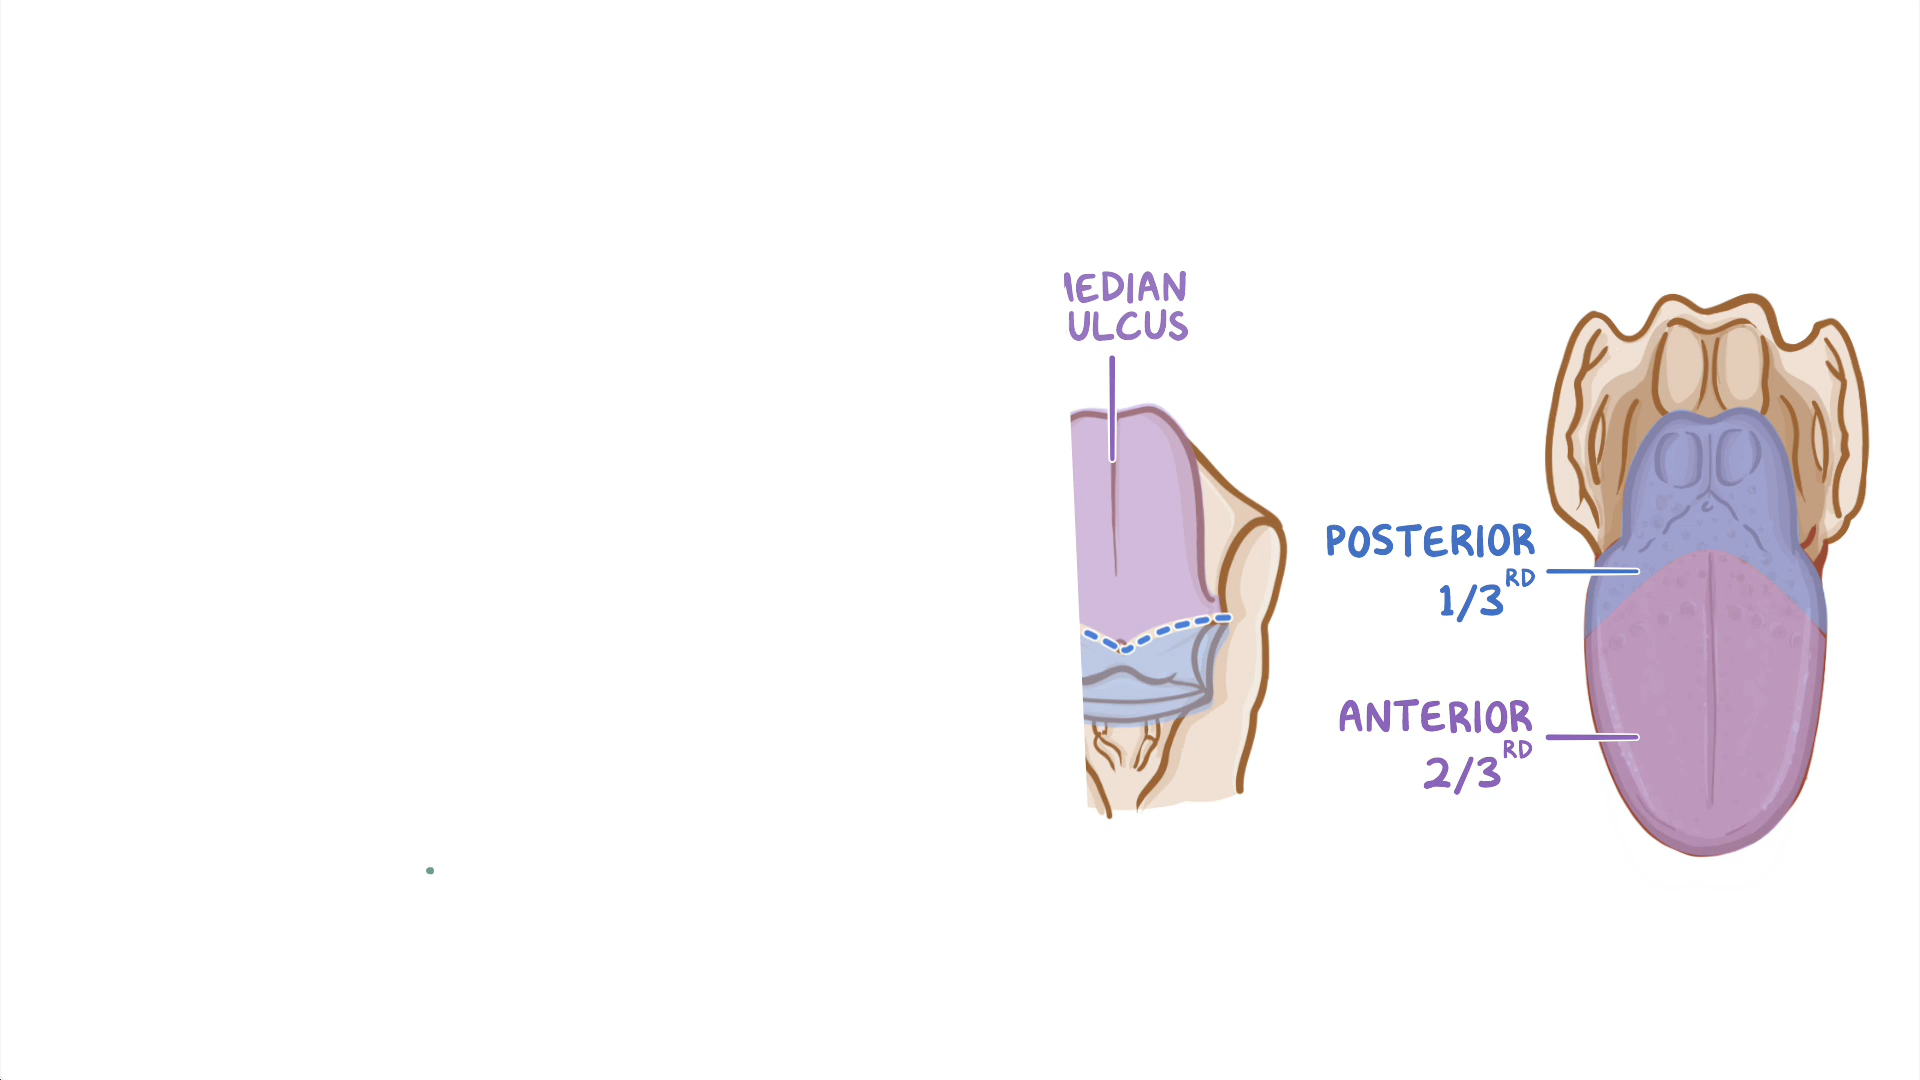 IEDIAN
ULCUS
POSTERIOR
1/3RD
ANTERIOR
2/3RD